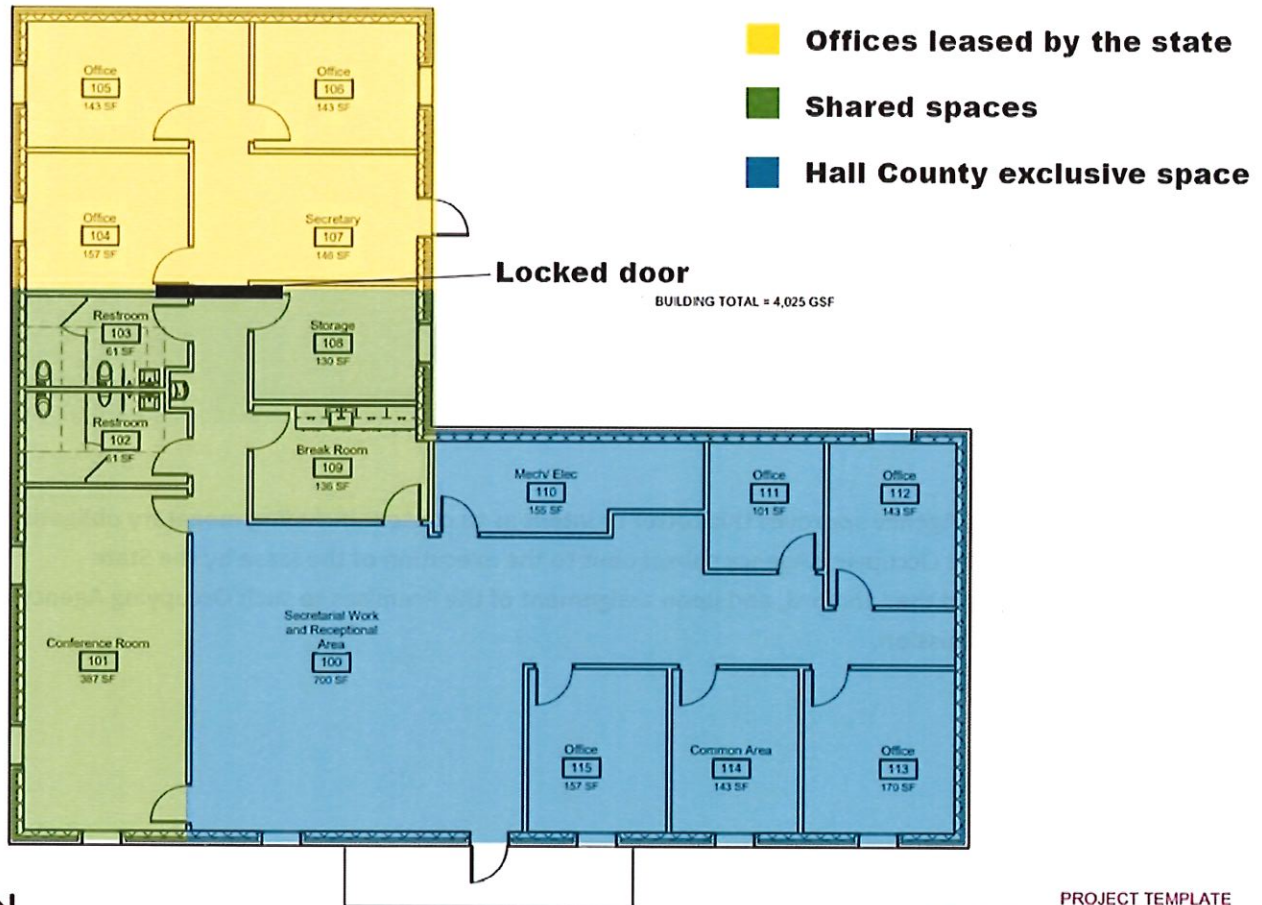 Offices leased by the state
Shared spaces
Hall County exclusive space
Office
105
143 SF
Office
106
143 SF
Office
104
157 SF
Secretary
107
146 SF
Locked door
BUILDING TOTAL = 4,025 GSF
Restroom
103
61 SF
Storage
108
130 SF
Restroom
102
61 SF
Break Room
109
136 SF
Mech/ Elec
110
155 SF
Office
111
101 SF
Office
112
143 SF
Conference Room
101
387 SF
Secretarial Work
and Receptional
Area
100
700 SF
Office
115
157 SF
Common Area
114
143 SF
Office
113
170 SF
PROJECT TEMPLATE